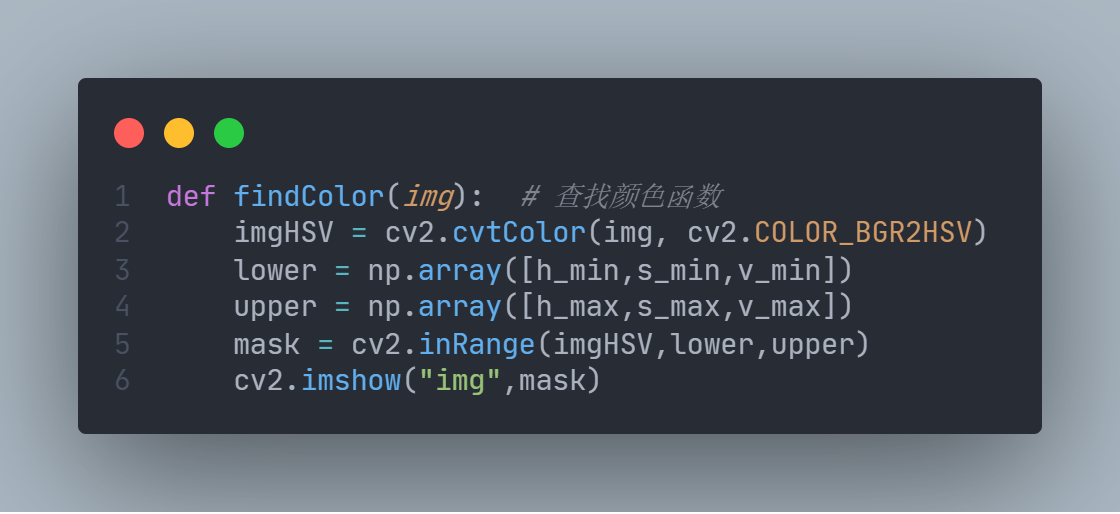 1 def findColor(img):  # 查找颜色函数
2     imgHSV = cv2.cvtColor(img, cv2.COLOR_BGR2HSV)
3     lower = np.array([h_min,s_min,v_min])
4     upper = np.array([h_max,s_max,v_max])
5     mask = cv2.inRange(imgHSV,lower,upper)
6     cv2.imshow("img",mask)